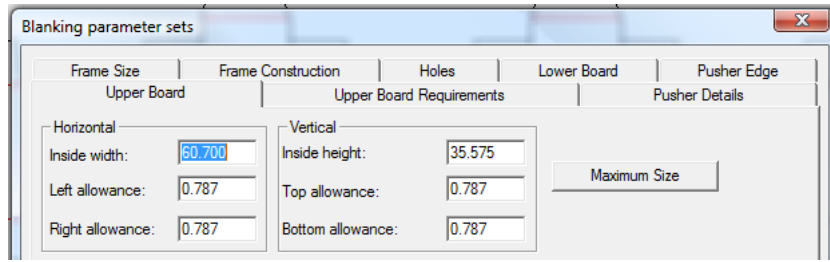 Blanking parameter sets
Frame Size Frame Construction Holes Lower Board Pusher Edge
Upper Board Upper Board Requirements Pusher Details
Horizontal Vertical
Inside width: 60.700 Inside height: 35.575
Maximum Size
Left allowance: 0.787 Top allowance: 0.787
Right allowance: 0.787 Bottom allowance: 0.787